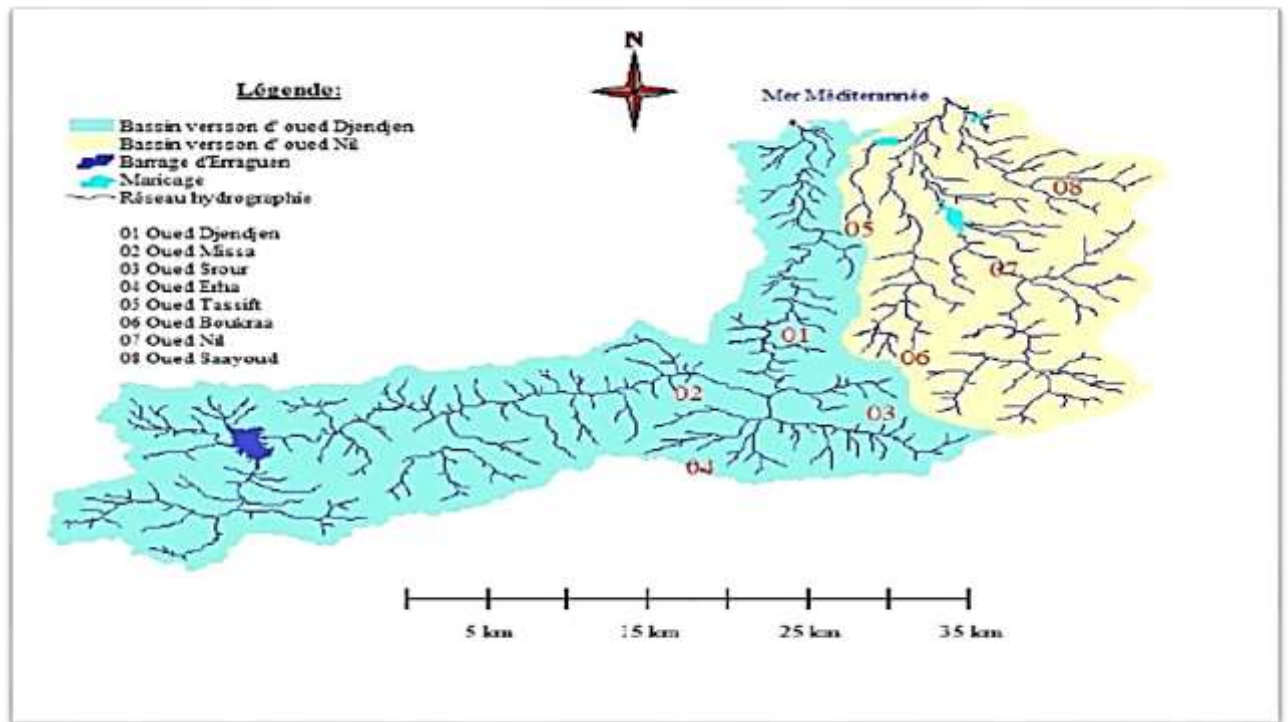 N
Mer Méditerannée
Légende:
Bassin versson d' oued Djendjen
Bassin versson d' oued Nil
Barrage d'Erraguen
Maricage
Réseau hydrographie
01 Oued Djendjen
02 Oued Missa
03 Oued Srour
04 Oued Erha
05 Oued Tassift
06 Oued Boukraa
07 Oued Nil
08 Oued Saayoud
08
05
07
01
06
02
03
04
5 km 15 km 25 km 35 km